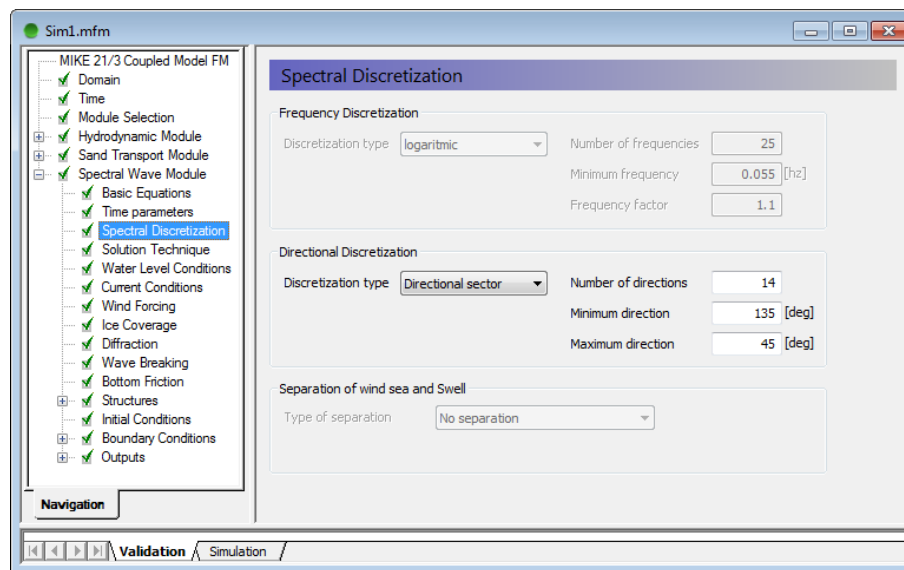 Sim1.mfm
MIKE 21/3 Coupled Model FM
Domain
Time
Module Selection
Hydrodynamic Module
Sand Transport Module
Spectral Wave Module
Basic Equations
Time parameters
Spectral Discretization
Solution Technique
Water Level Conditions
Current Conditions
Wind Forcing
Ice Coverage
Diffraction
Wave Breaking
Bottom Friction
Structures
Initial Conditions
Boundary Conditions
Outputs
Navigation
Spectral Discretization
Frequency Discretization
Discretization type logaritmic Number of frequencies 25
Minimum frequency 0.055 [hz]
Frequency factor 1.1
Directional Discretization
Discretization type Directional sector Number of directions 14
Minimum direction 135 [deg]
Maximum direction 45 [deg]
Separation of wind sea and Swell
Type of separation No separation
Validation Simulation